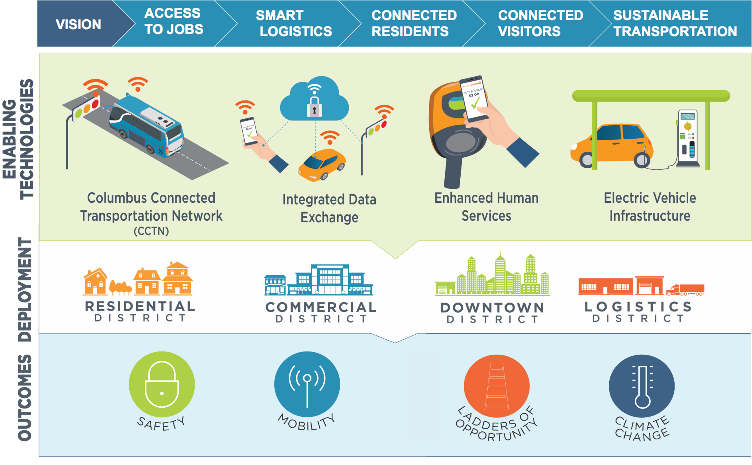 VISION
ACCESS
TO JOBS
SMART
LOGISTICS
CONNECTED
RESIDENTS
CONNECTED
VISITORS
SUSTAINABLE
TRANSPORTATION
ENABLING
TECHNOLOGIES
Columbus Connected
Transportation Network
(CCTN)
Integrated Data
Exchange
Enhanced Human
Services
Electric Vehicle
Infrastructure
DEPLOYMENT
RESIDENTIAL
DISTRICT
COMMERCIAL
DISTRICT
DOWNTOWN
DISTRICT
LOGISTICS
DISTRICT
OUTCOMES
SAFETY
MOBILITY
LADDERS OF
OPPORTUNITY
CLIMATE
CHANGE